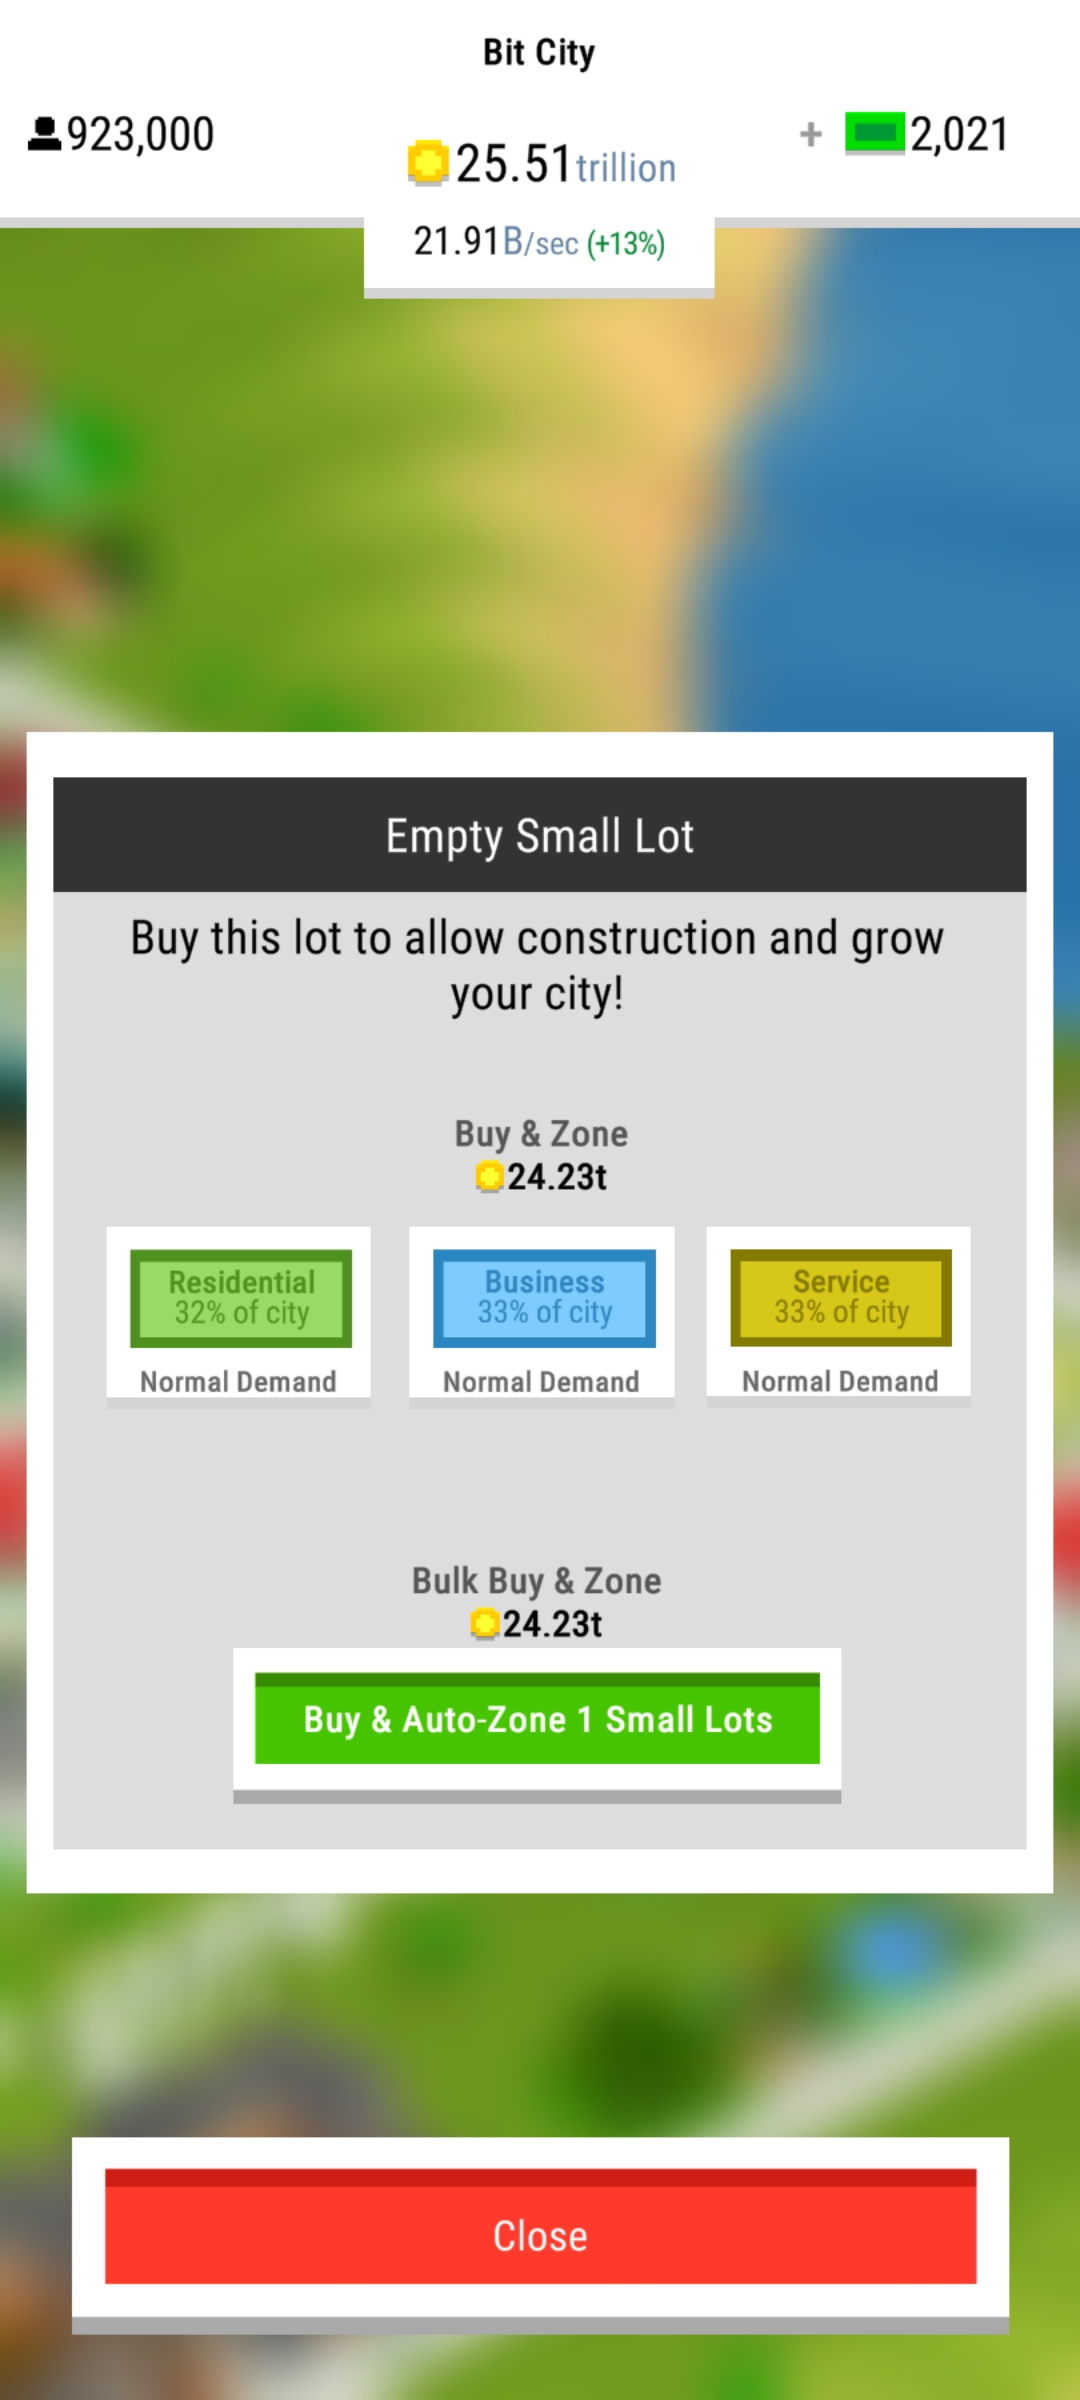 Bit City
923,000
+ 2,021
25.51 trillion
21.91B/sec (+13%)
Empty Small Lot
Buy this lot to allow construction and grow
your city!
Buy & Zone
24.23t
Residential
32% of city
Normal Demand
Business
33% of city
Normal Demand
Service
33% of city
Normal Demand
Bulk Buy & Zone
24.23t
Buy & Auto-Zone 1 Small Lots
Close